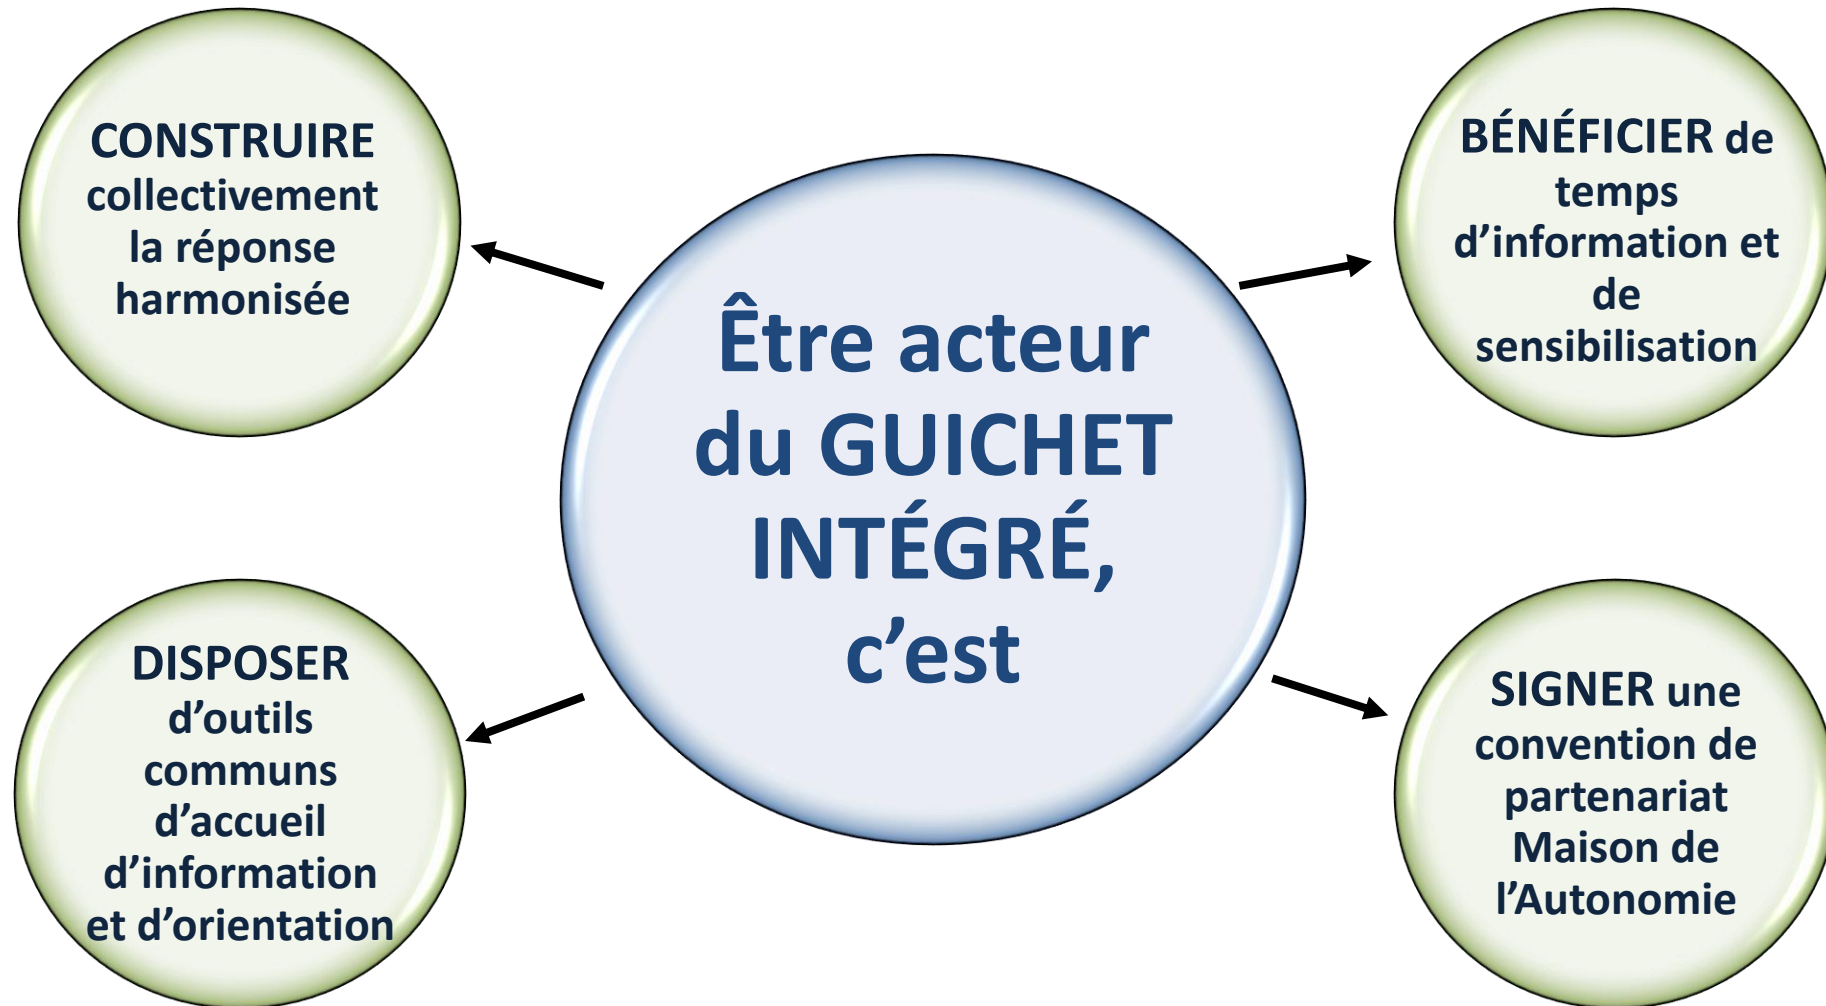 CONSTRUIRE
collectivement
la réponse
harmonisée
BÉNÉFICIER de
temps
d’information et
de
sensibilisation
Être acteur
du GUICHET
INTÉGRÉ,
c’est
DISPOSER
d’outils
communs
d’accueil
d’information
et d’orientation
SIGNER une
convention de
partenariat
Maison de
l’Autonomie